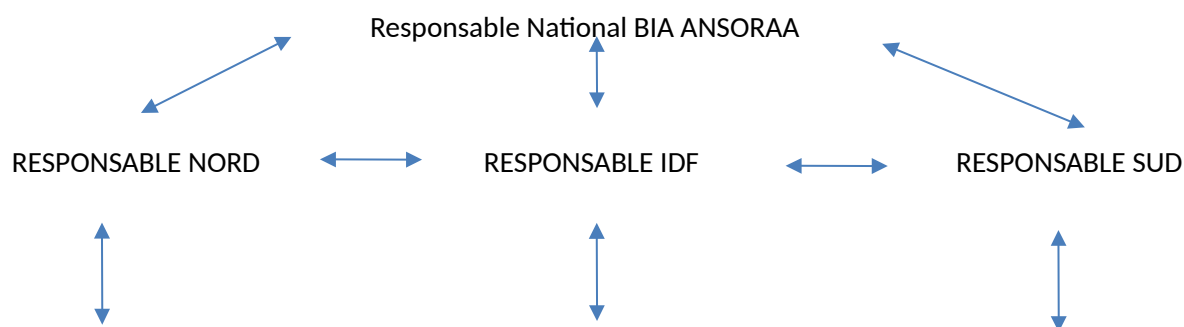 Responsable National BIA ANSORAA
RESPONSABLE NORD
RESPONSABLE IDF
RESPONSABLE SUD